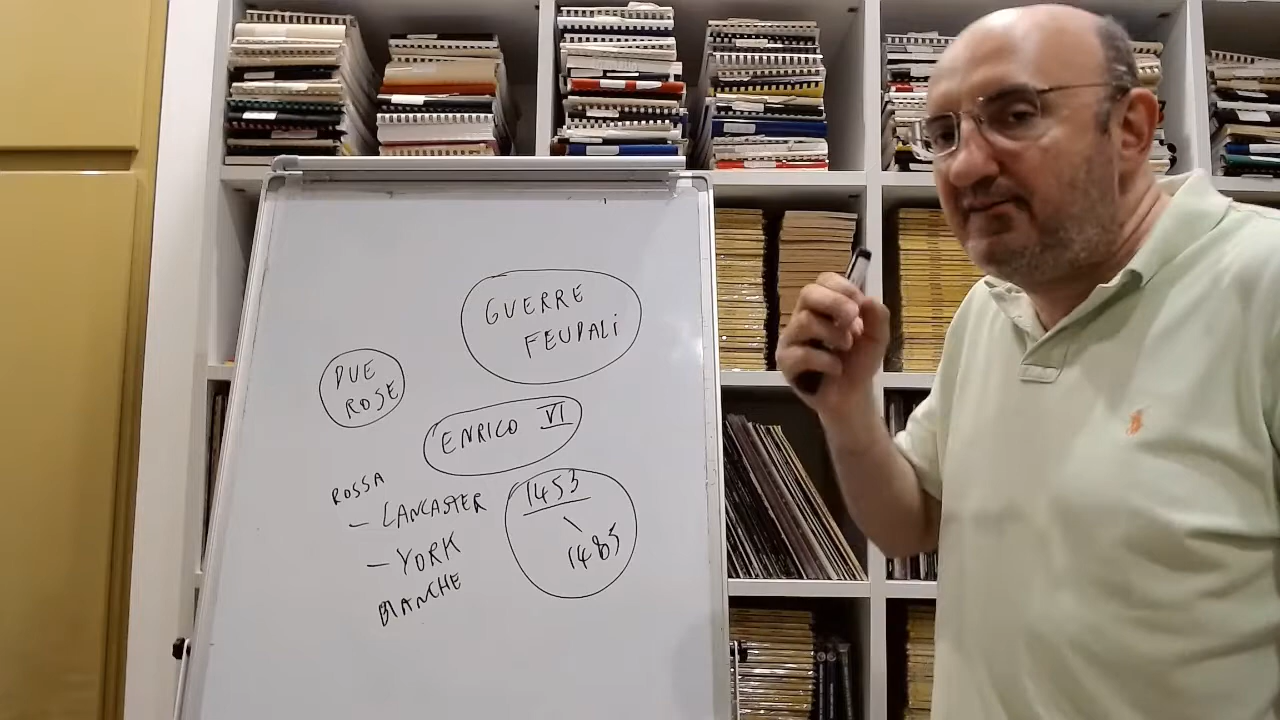 GUERRE
FEUDALI
DUE
ROSE
ENRICO VI
ROSSA
- LANCASTER
- YORK
BIANCHE
1453
1485